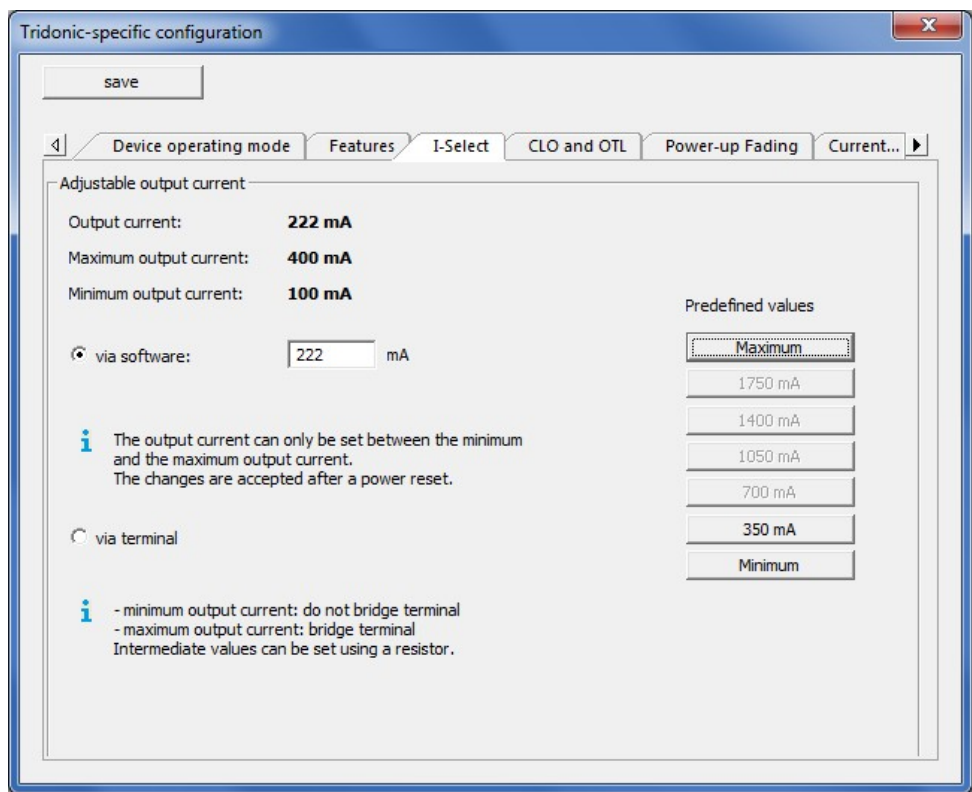 Tridonic-specific configuration
save
Device operating mode
Features
I-Select
CLO and OTL
Power-up Fading
Current...
Adjustable output current
Output current: 222 mA
Maximum output current: 400 mA
Minimum output current: 100 mA
via software: 222 mA
The output current can only be set between the minimum
and the maximum output current.
The changes are accepted after a power reset.
via terminal
- minimum output current: do not bridge terminal
- maximum output current: bridge terminal
Intermediate values can be set using a resistor.
Predefined values
Maximum
1750 mA
1400 mA
1050 mA
700 mA
350 mA
Minimum